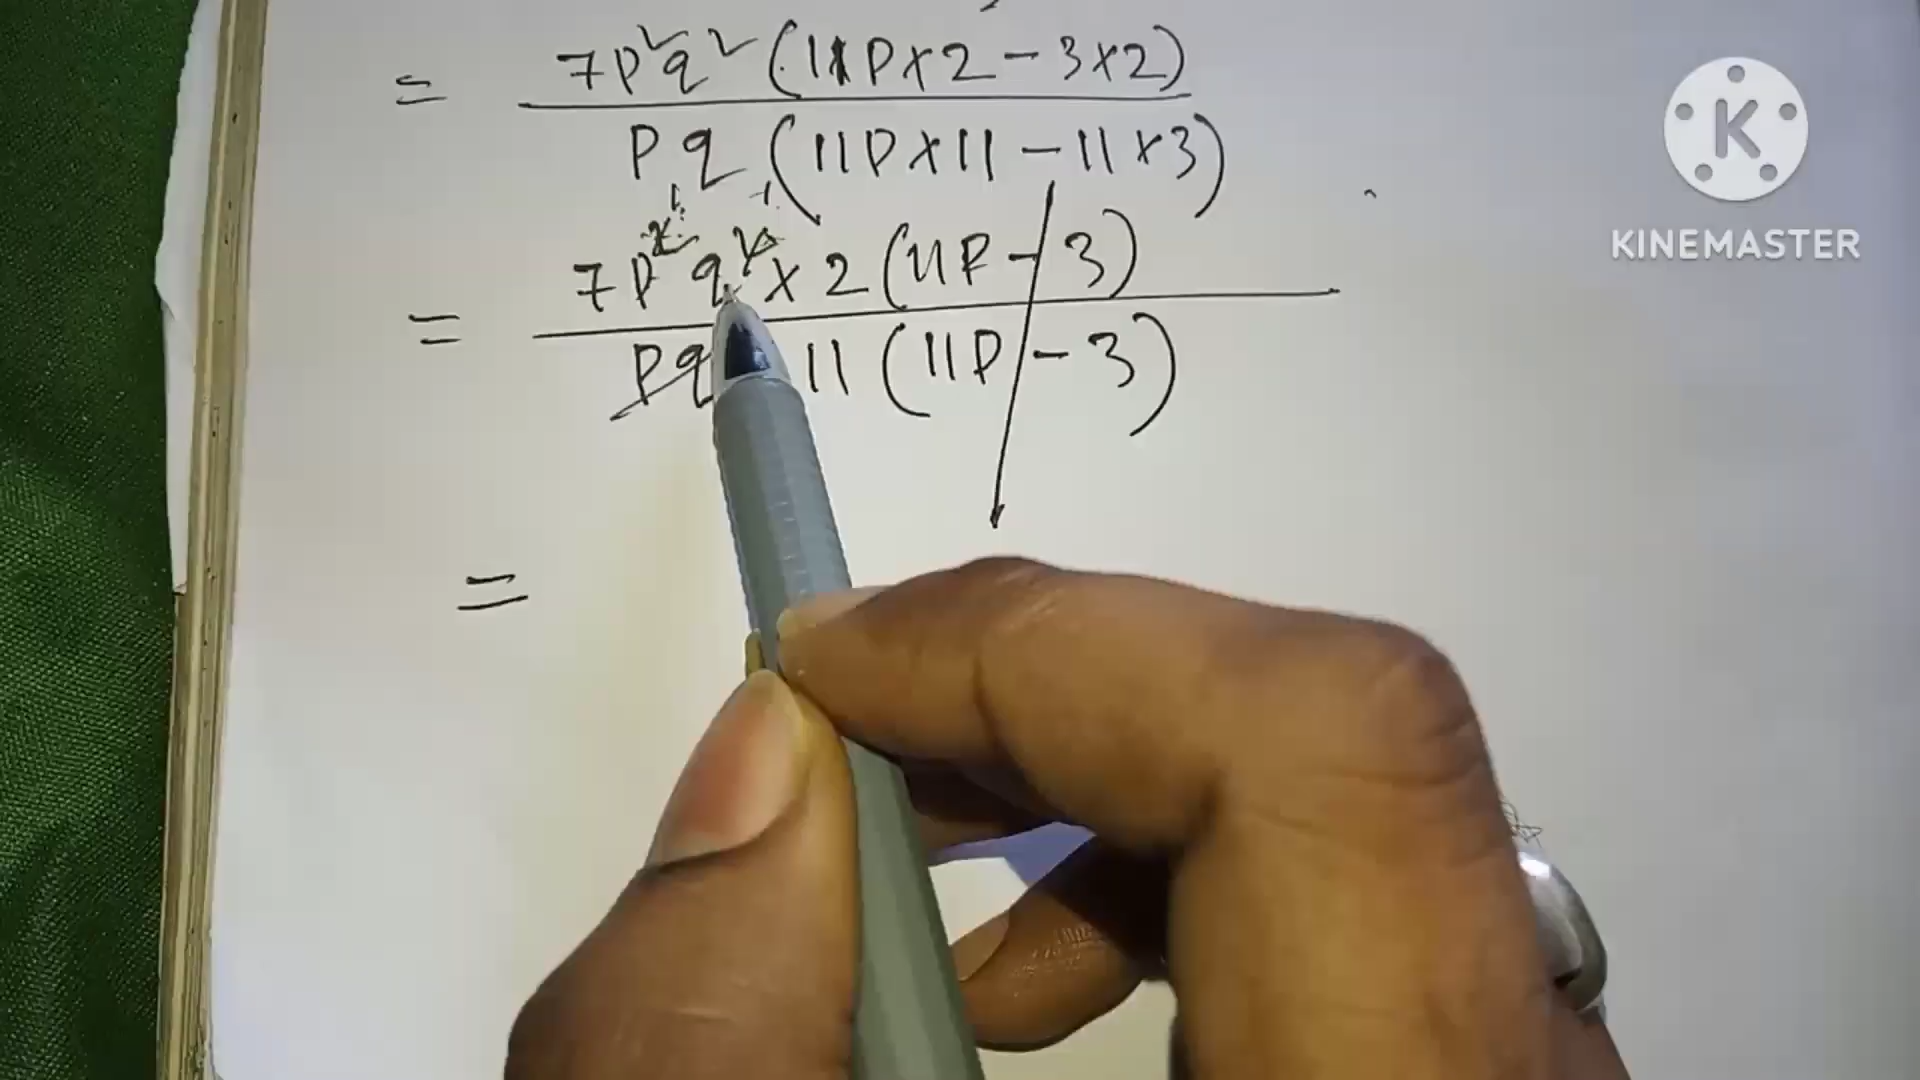 = 7p²q² (11p×2 - 3×2)
pq (11p×11 - 11×3)
= 7p²q² × 2 (11p - 3)
pq 11 (11p - 3)
=
K
KINEMASTER